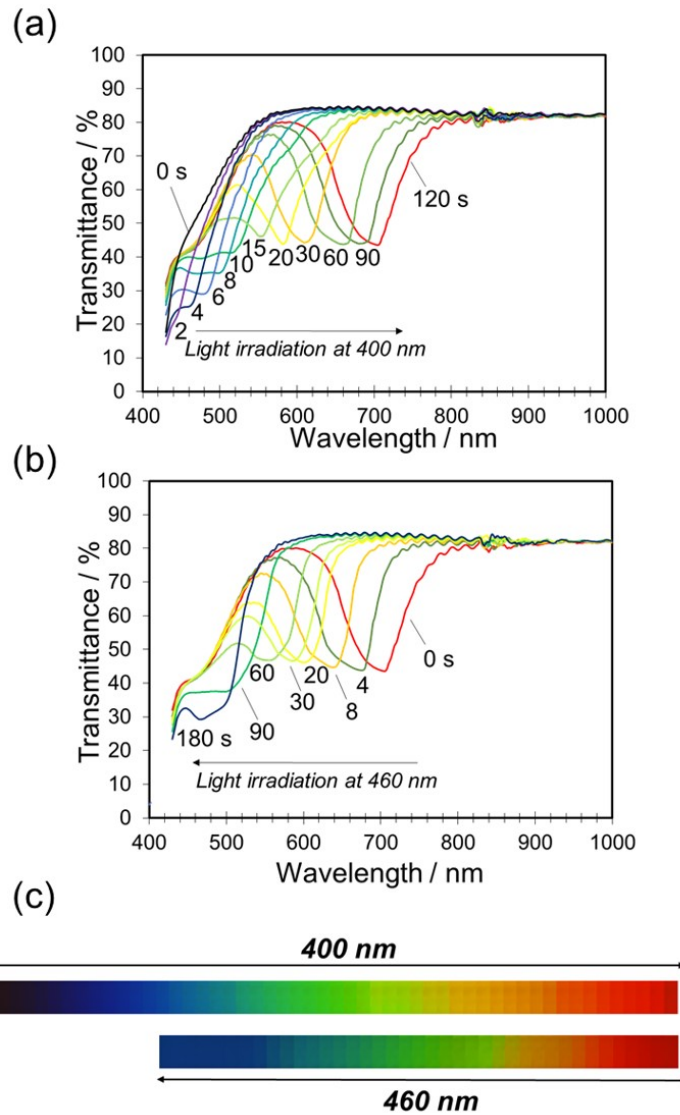 (a)
100
90
80
70
60
50
40
30
20
10
0
Transmittance / %
0 s
2
4
6
8
10
15
20
30
60
90
120 s
Light irradiation at 400 nm
400 500 600 700 800 900 1000
Wavelength / nm
(b)
100
90
80
70
60
50
40
30
20
10
0
Transmittance / %
0 s
4
8
20
30
60
90
180 s
Light irradiation at 460 nm
400 500 600 700 800 900 1000
Wavelength / nm
(c)
400 nm
460 nm